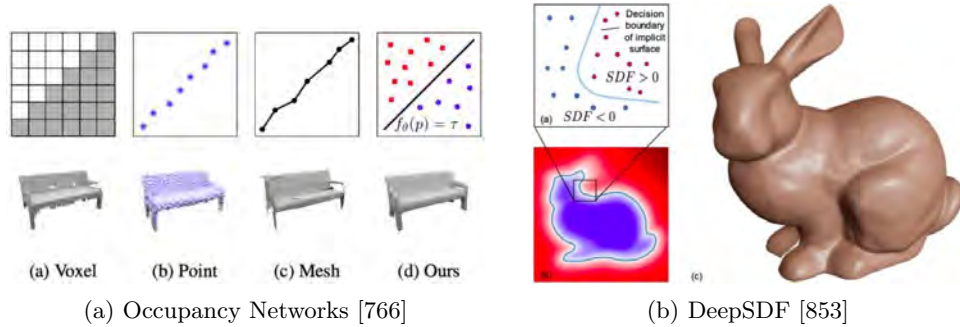 f_θ(p) = τ
(a) Voxel
(b) Point
(c) Mesh
(d) Ours
(a) Occupancy Networks [766]
Decision
boundary
of implicit
surface
SDF > 0
(a)
SDF < 0
(c)
(b) DeepSDF [853]